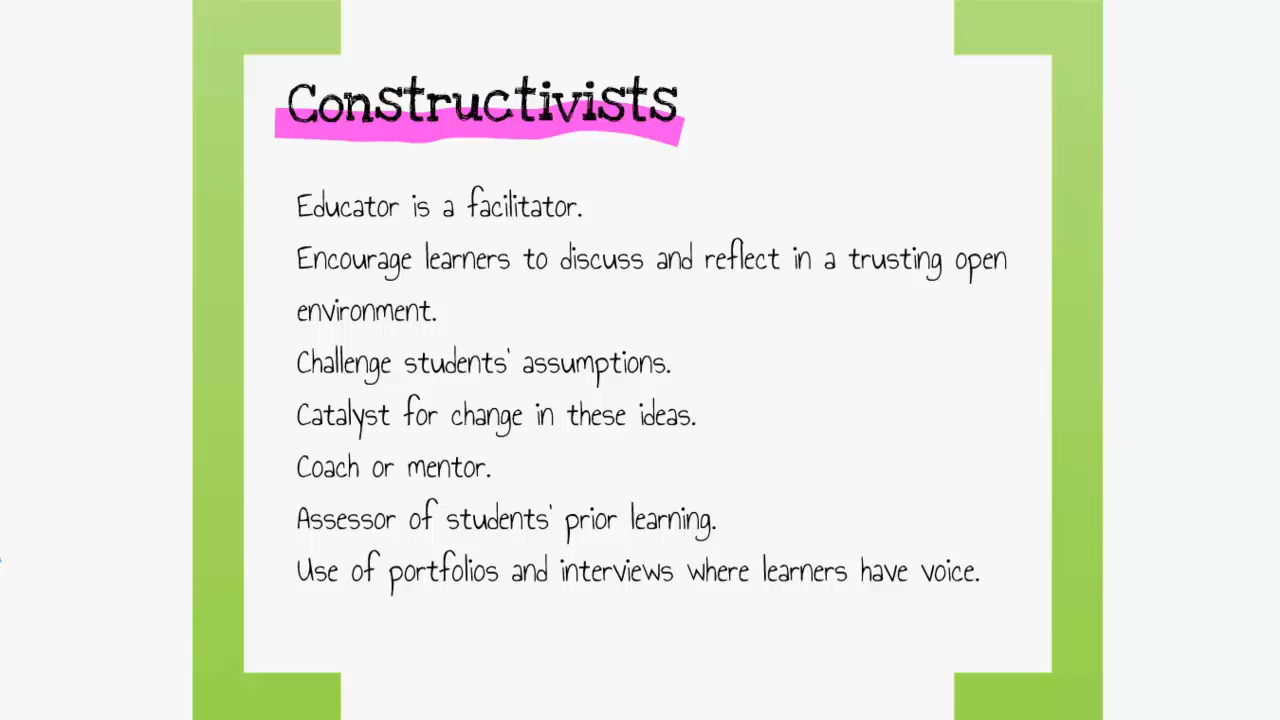 Constructivists
Educator is a facilitator.
Encourage learners to discuss and reflect in a trusting open
environment.
Challenge students' assumptions.
Catalyst for change in these ideas.
Coach or mentor.
Assessor of students' prior learning.
Use of portfolios and interviews where learners have voice.